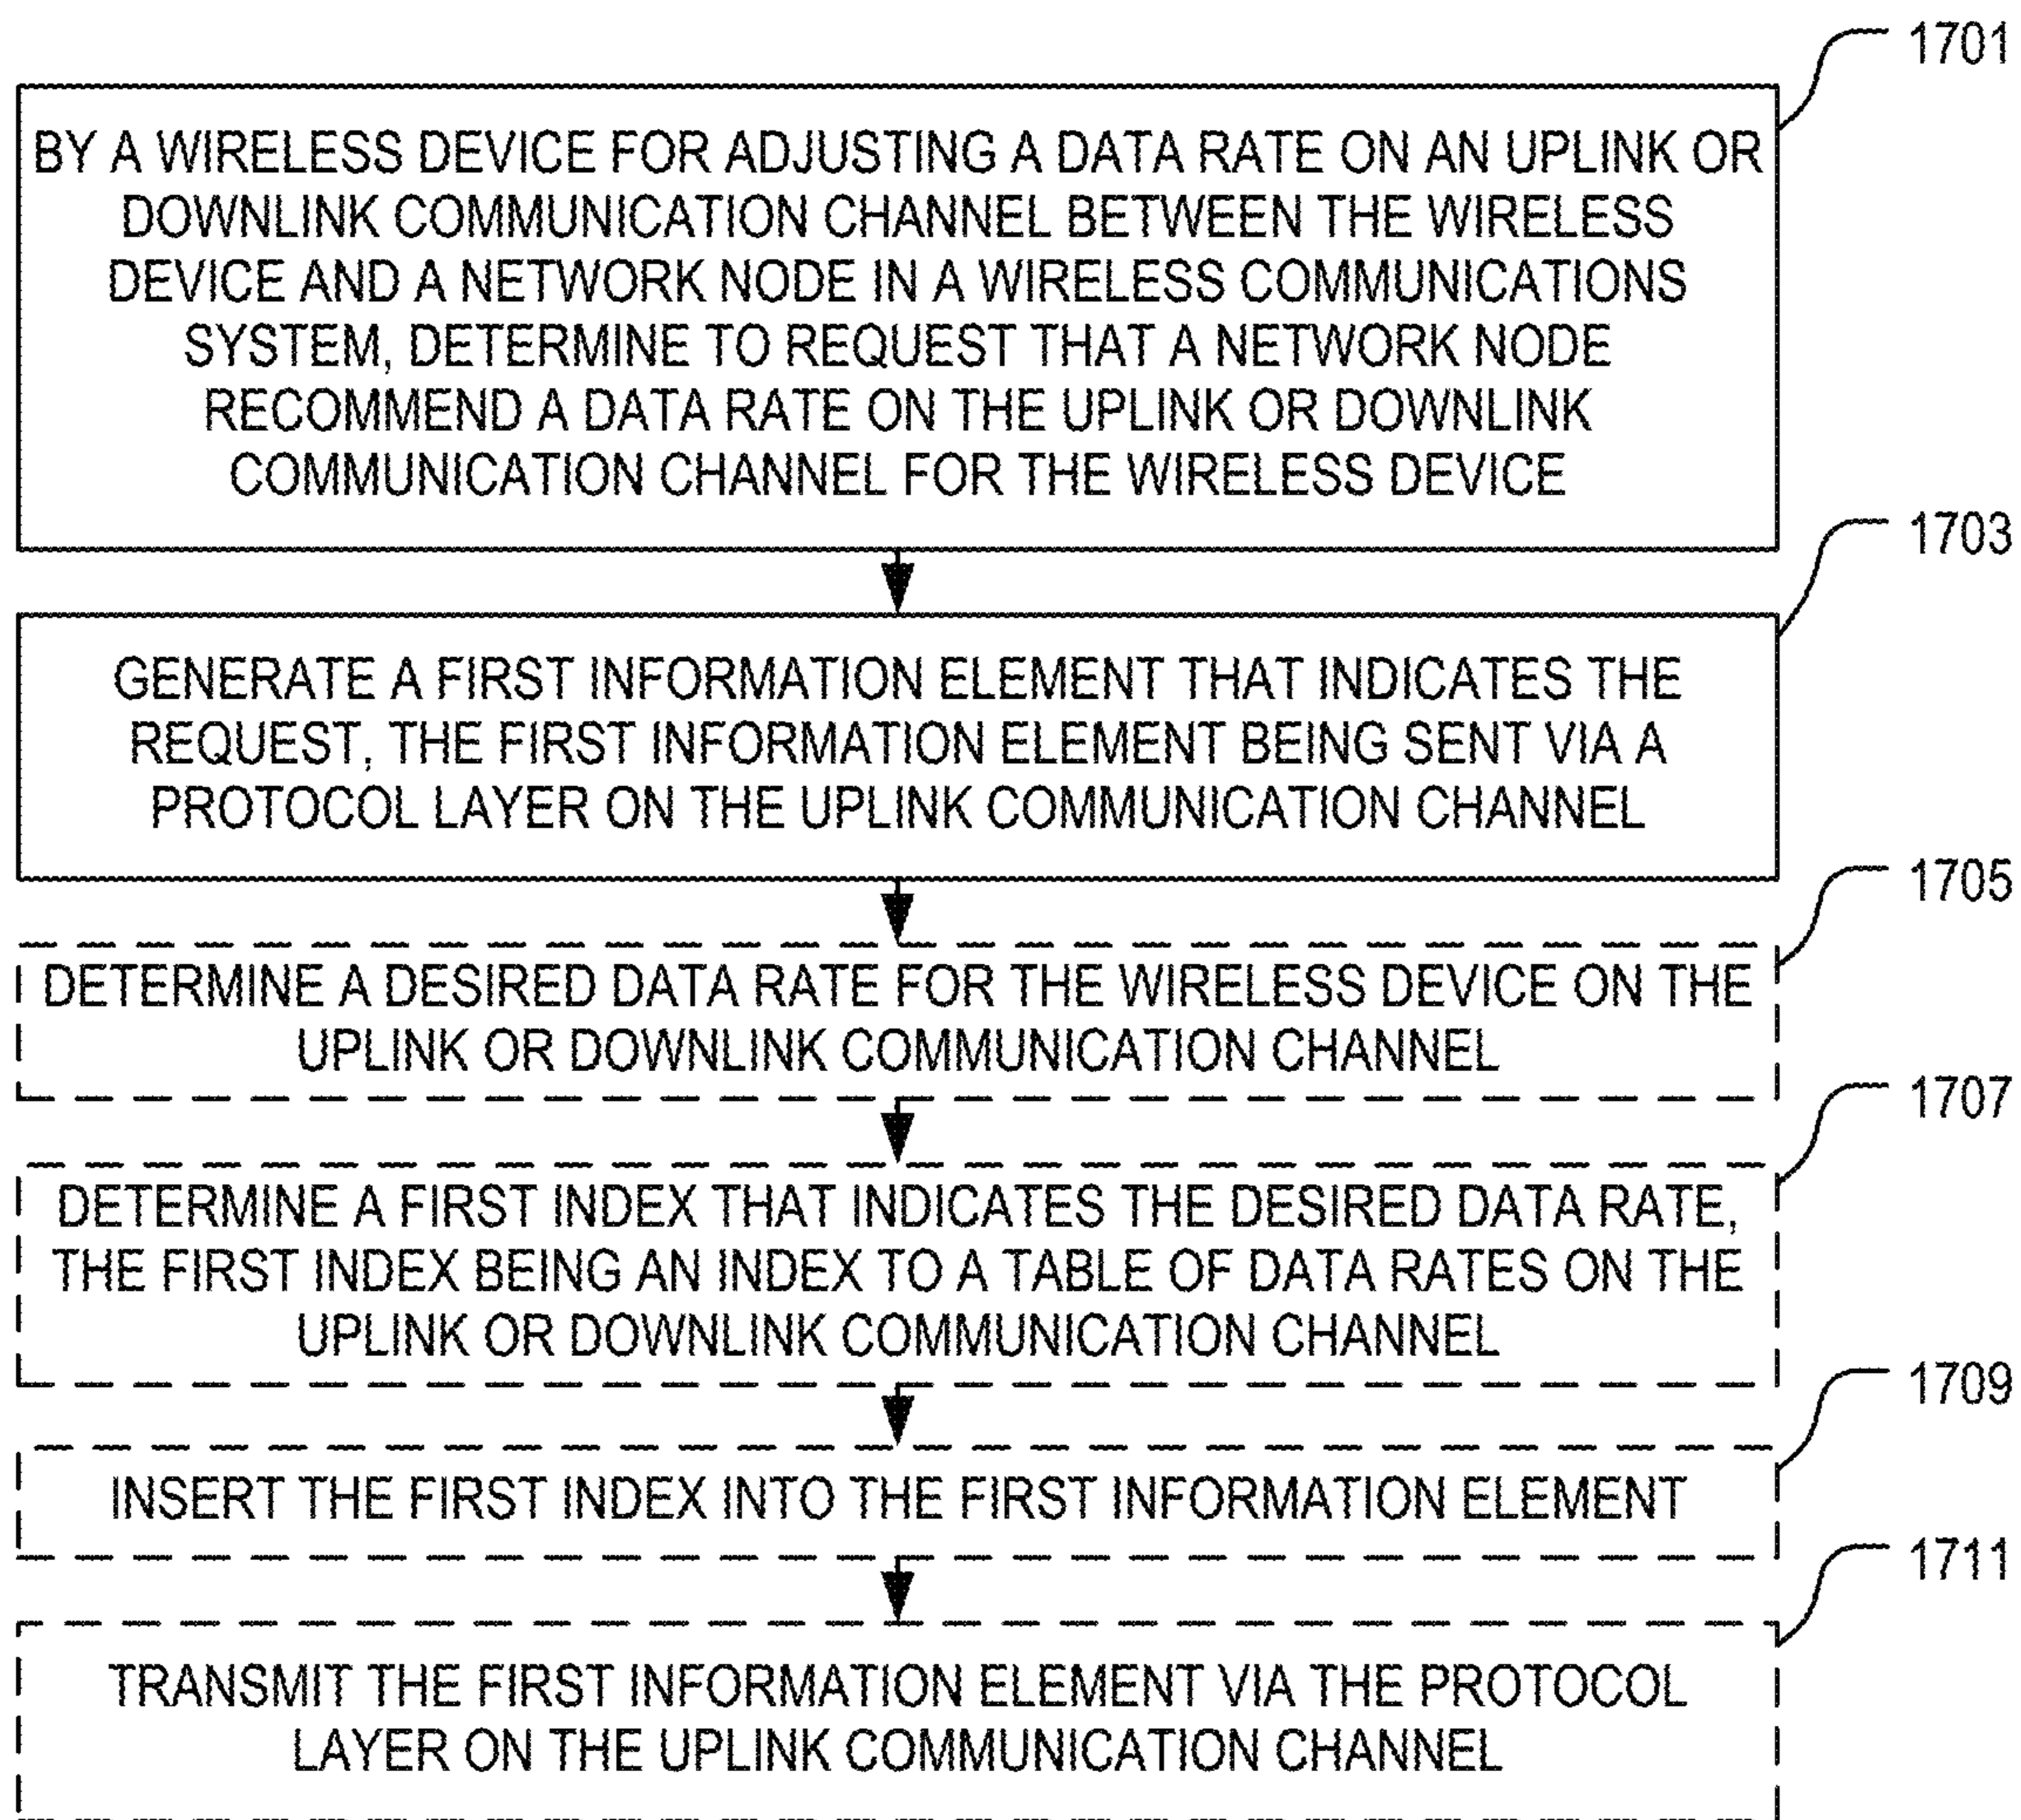 1701
BY A WIRELESS DEVICE FOR ADJUSTING A DATA RATE ON AN UPLINK OR
DOWNLINK COMMUNICATION CHANNEL BETWEEN THE WIRELESS
DEVICE AND A NETWORK NODE IN A WIRELESS COMMUNICATIONS
SYSTEM, DETERMINE TO REQUEST THAT A NETWORK NODE
RECOMMEND A DATA RATE ON THE UPLINK OR DOWNLINK
COMMUNICATION CHANNEL FOR THE WIRELESS DEVICE
1703
GENERATE A FIRST INFORMATION ELEMENT THAT INDICATES THE
REQUEST, THE FIRST INFORMATION ELEMENT BEING SENT VIA A
PROTOCOL LAYER ON THE UPLINK COMMUNICATION CHANNEL
1705
DETERMINE A DESIRED DATA RATE FOR THE WIRELESS DEVICE ON THE
UPLINK OR DOWNLINK COMMUNICATION CHANNEL
1707
DETERMINE A FIRST INDEX THAT INDICATES THE DESIRED DATA RATE,
THE FIRST INDEX BEING AN INDEX TO A TABLE OF DATA RATES ON THE
UPLINK OR DOWNLINK COMMUNICATION CHANNEL
1709
INSERT THE FIRST INDEX INTO THE FIRST INFORMATION ELEMENT
1711
TRANSMIT THE FIRST INFORMATION ELEMENT VIA THE PROTOCOL
LAYER ON THE UPLINK COMMUNICATION CHANNEL